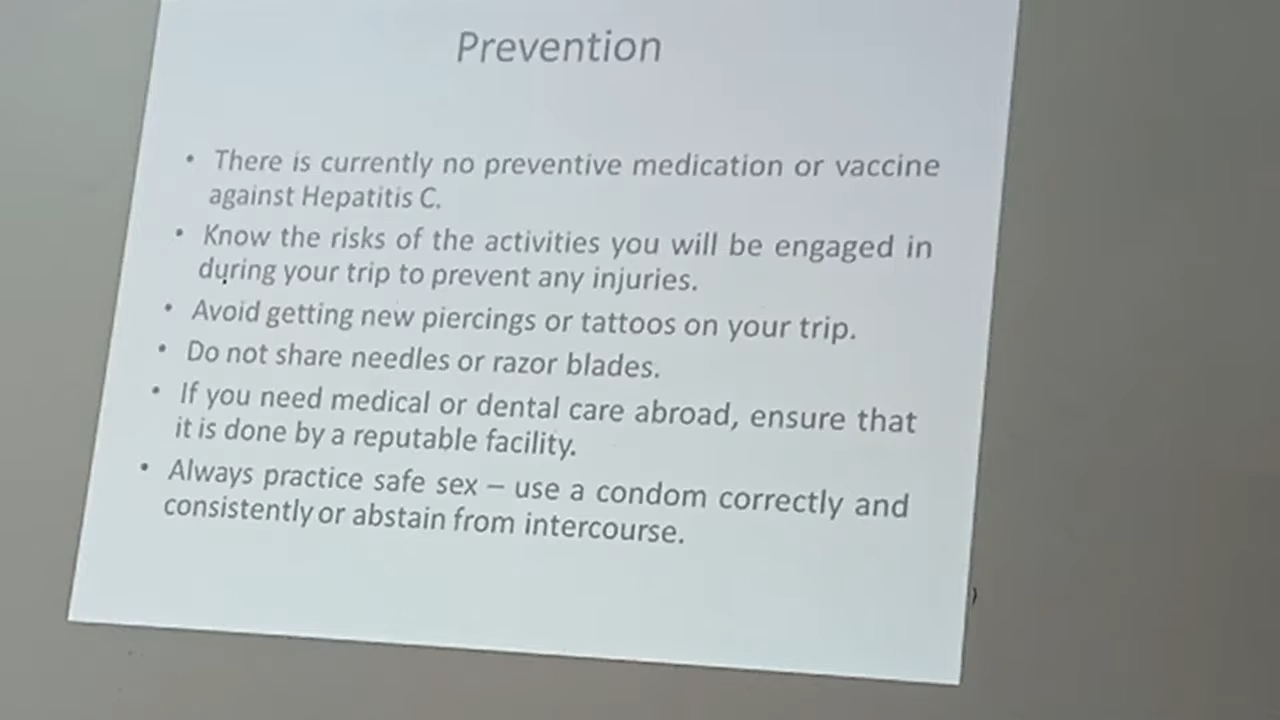 Prevention
• There is currently no preventive medication or vaccine
against Hepatitis C.
• Know the risks of the activities you will be engaged in
during your trip to prevent any injuries.
• Avoid getting new piercings or tattoos on your trip.
• Do not share needles or razor blades.
• If you need medical or dental care abroad, ensure that
it is done by a reputable facility.
• Always practice safe sex – use a condom correctly and
consistently or abstain from intercourse.